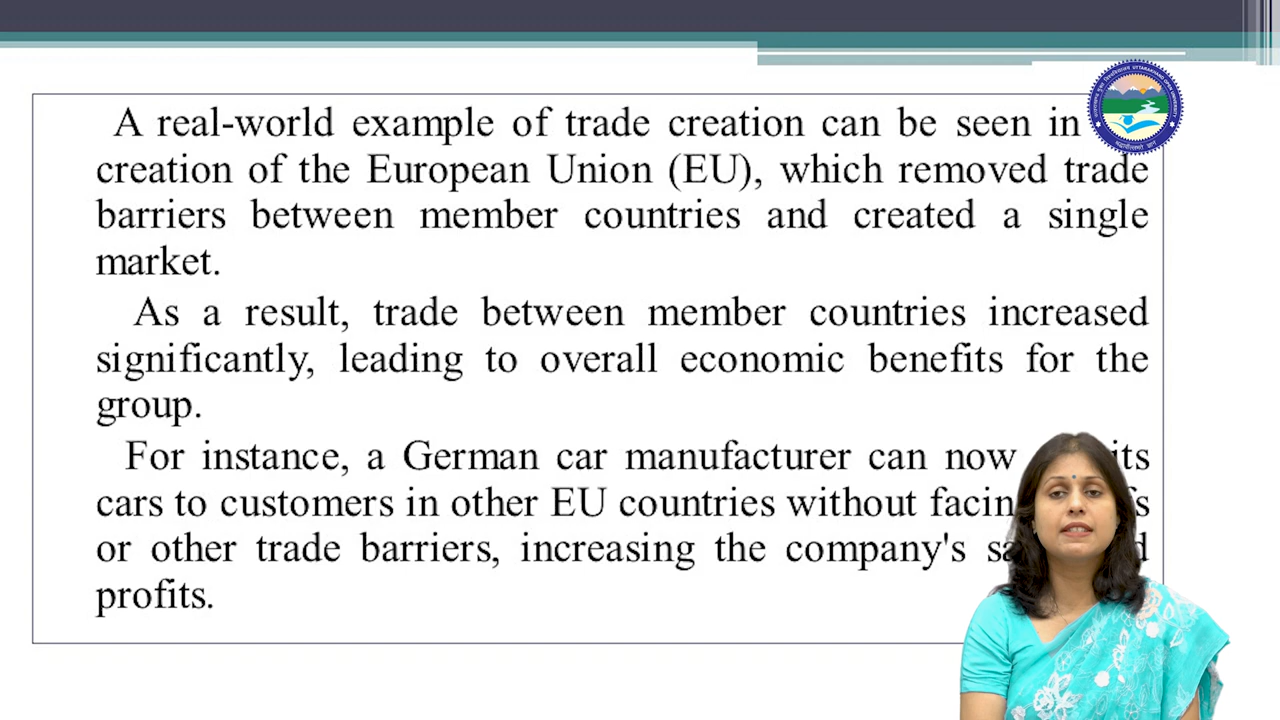 A real-world example of trade creation can be seen in
creation of the European Union (EU), which removed trade
barriers between member countries and created a single
market.
As a result, trade between member countries increased
significantly, leading to overall economic benefits for the
group.
For instance, a German car manufacturer can now its
cars to customers in other EU countries without
or other trade barriers, increasing the company's
profits.